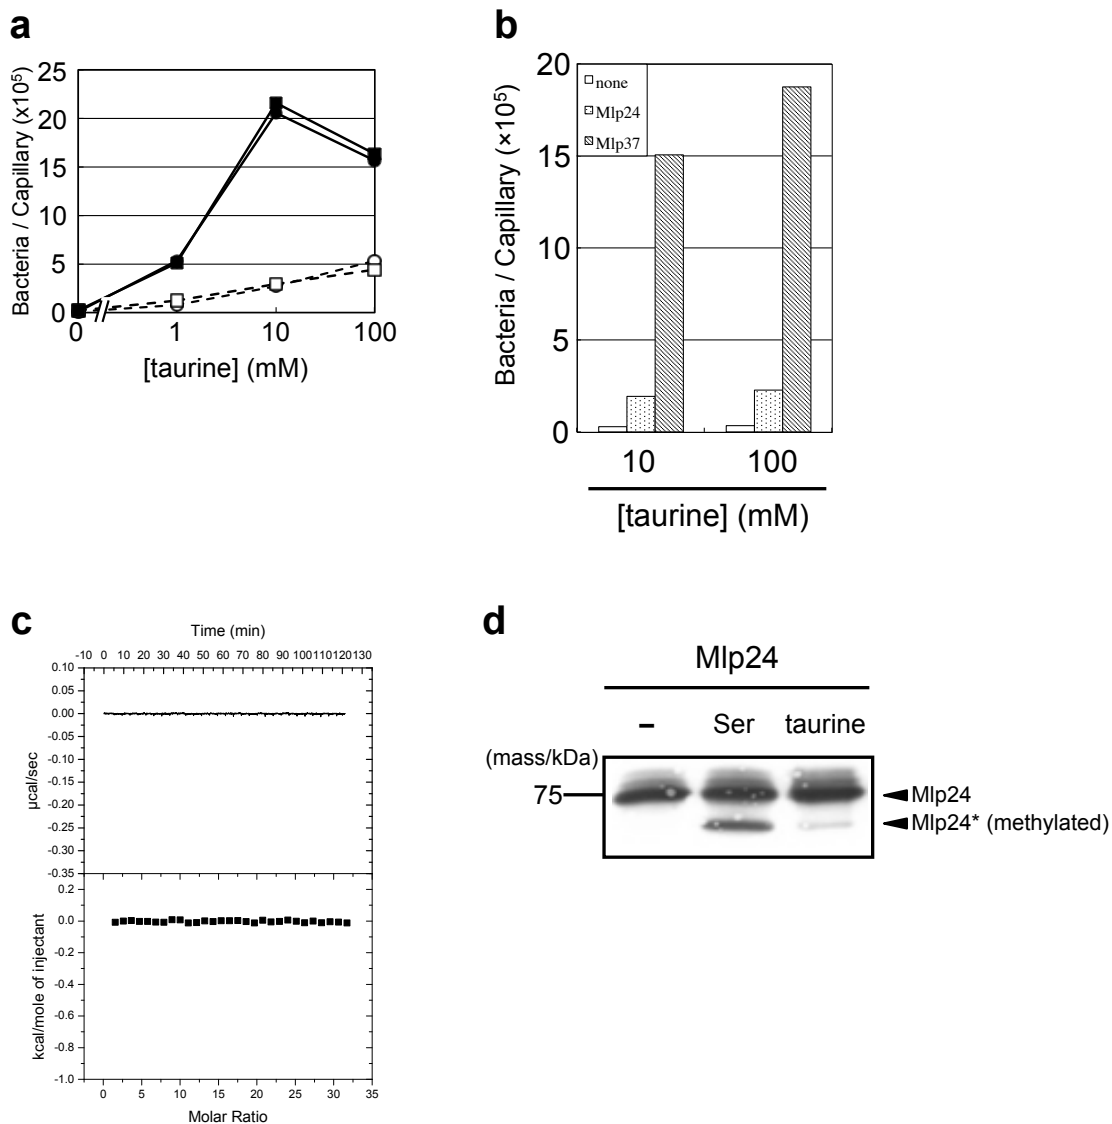 a
Bacteria / Capillary (x10⁵)
25
20
15
10
5
0
0 1 10 100
[taurine] (mM)
b
Bacteria / Capillary (×10⁵)
20
15
10
5
0
none
Mlp24
Mlp37
10 100
[taurine] (mM)
c
Time (min)
-10 0 10 20 30 40 50 60 70 80 90 100 110 120 130
µcal/sec
0.10
0.05
0.00
-0.05
-0.10
-0.15
-0.20
-0.25
-0.30
-0.35
kcal/mole of injectant
0.2
0.0
-0.2
-0.4
-0.6
-0.8
-1.0
0 5 10 15 20 25 30 35
Molar Ratio
d
Mlp24
– Ser taurine
(mass/kDa)
75
Mlp24
Mlp24* (methylated)